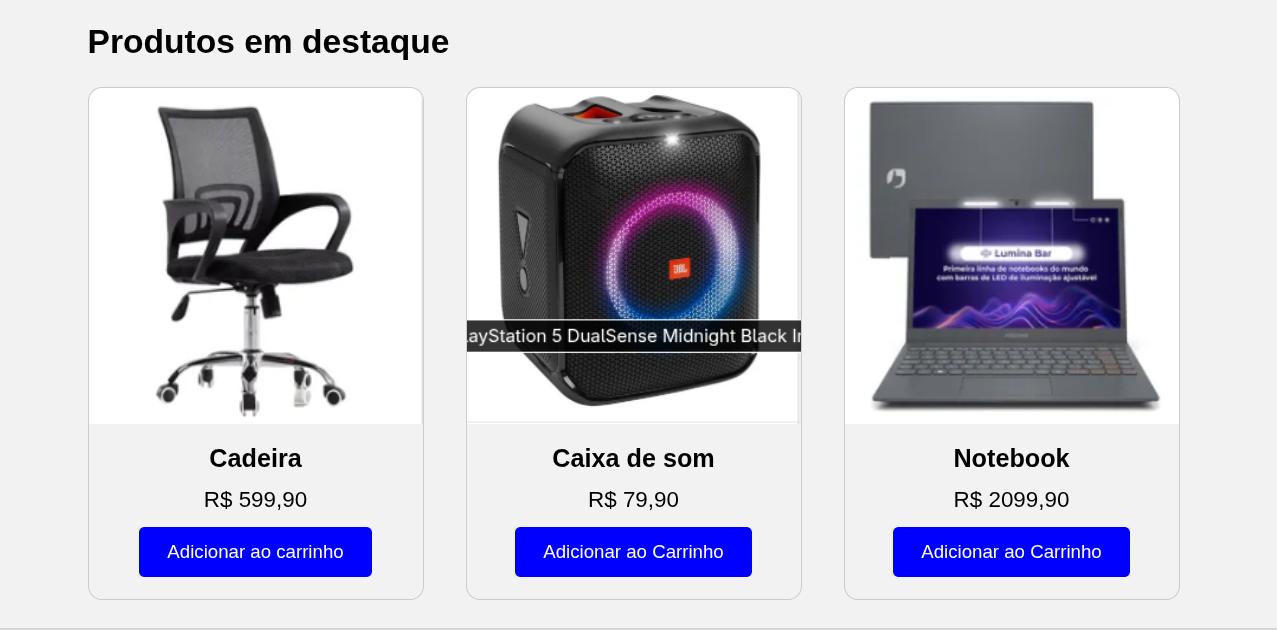 Produtos em destaque
JBL
ayStation 5 DualSense Midnight Black
Lumina Bar
Primeira linha de notebooks do mundo
com barras de LED de iluminação ajustável
Cadeira
Caixa de som
Notebook
R$ 599,90
R$ 79,90
R$ 2099,90
Adicionar ao carrinho
Adicionar ao Carrinho
Adicionar ao Carrinho